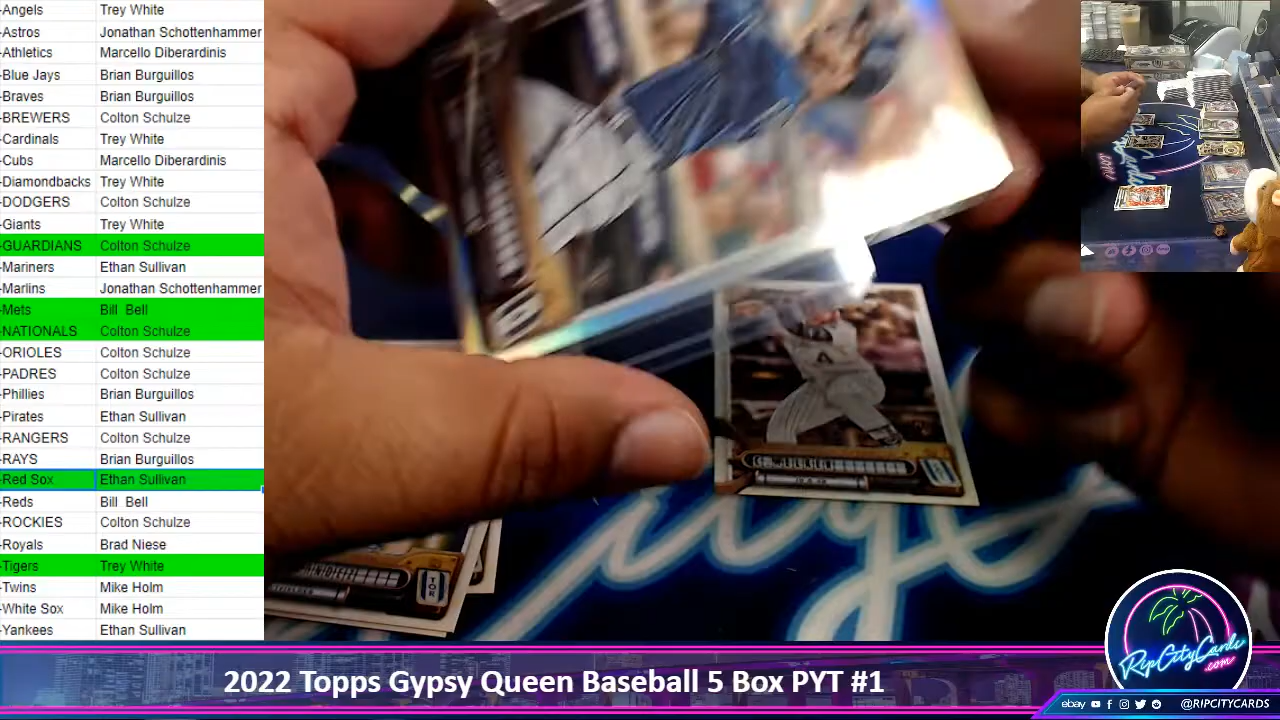 -Angels Trey White
-Astros Jonathan Schottenhammer
-Athletics Marcello Diberardinis
-Blue Jays Brian Burguillos
-Braves Brian Burguillos
-BREWERS Colton Schulze
-Cardinals Trey White
-Cubs Marcello Diberardinis
-Diamondbacks Trey White
-DODGERS Colton Schulze
-Giants Trey White
-GUARDIANS Colton Schulze
-Mariners Ethan Sullivan
-Marlins Jonathan Schottenhammer
-Mets Bill Bell
-NATIONALS Colton Schulze
-ORIOLES Colton Schulze
-PADRES Colton Schulze
-Phillies Brian Burguillos
-Pirates Ethan Sullivan
-RANGERS Colton Schulze
-RAYS Brian Burguillos
-Red Sox Ethan Sullivan
-Reds Bill Bell
-ROCKIES Colton Schulze
-Royals Brad Niese
-Tigers Trey White
-Twins Mike Holm
-White Sox Mike Holm
-Yankees Ethan Sullivan
TOR
RipCityCards
.com
2022 Topps Gypsy Queen Baseball 5 Box PYT #1
ebay @RIPCITYCARDS